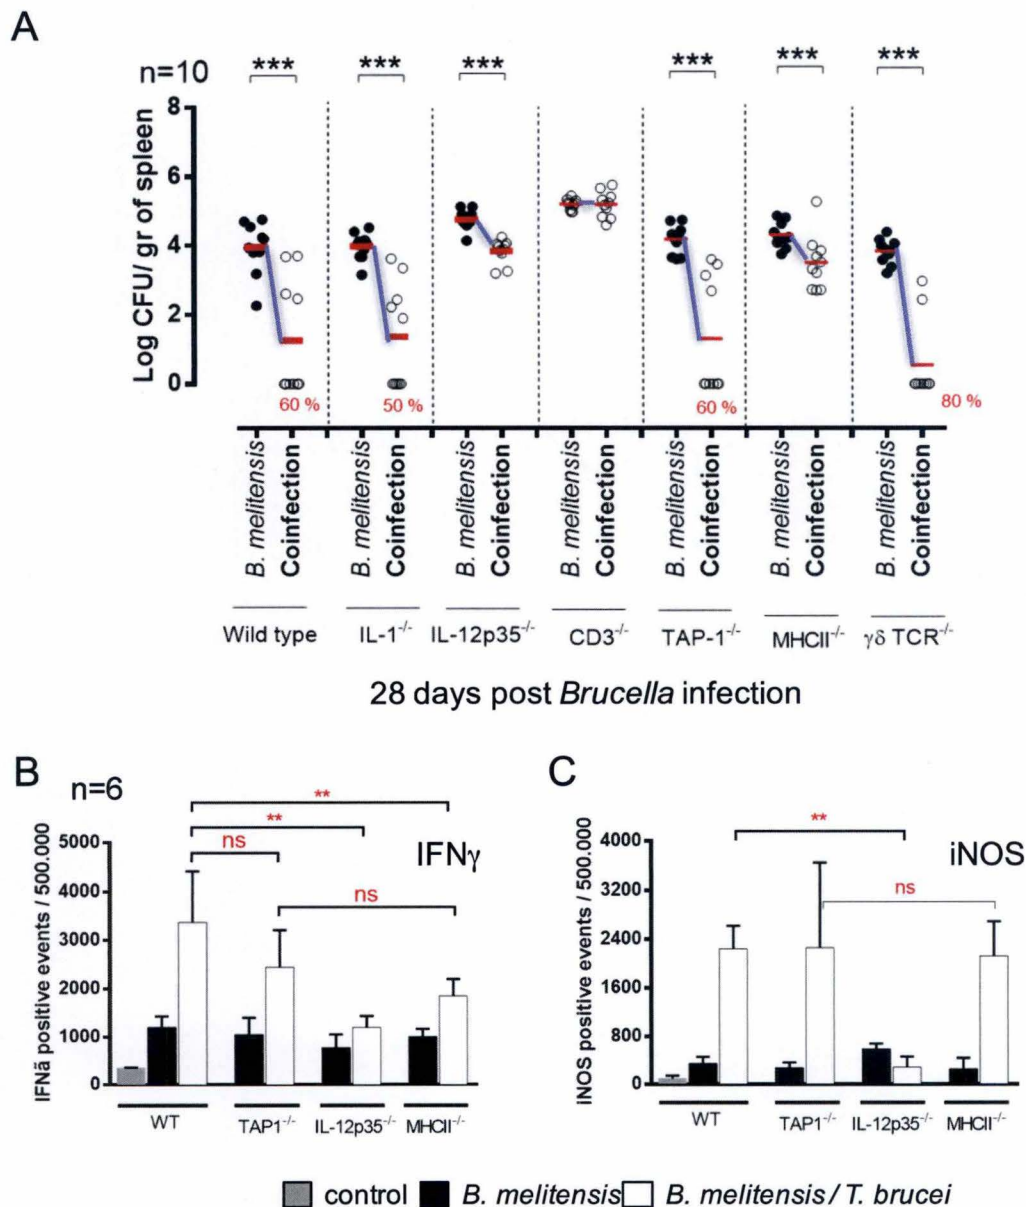 A
n=10
*** *** *** *** *** ***
Log CFU/ gr of spleen
8
6
4
2
0
60 % 50 % 60 % 80 %
B. melitensis Coinfection B. melitensis Coinfection B. melitensis Coinfection B. melitensis Coinfection B. melitensis Coinfection B. melitensis Coinfection B. melitensis Coinfection
Wild type IL-1-/- IL-12p35-/- CD3-/- TAP-1-/- MHCII-/- γδ TCR-/-
28 days post Brucella infection
B
n=6
**
**
ns
ns
IFNγ
IFNã positive events / 500.000
5000
4000
3000
2000
1000
0
WT TAP1-/- IL-12p35-/- MHCII-/-
C
**
ns
iNOS
iNOS positive events / 500.000
4000
3200
2400
1600
800
0
WT TAP1-/- IL-12p35-/- MHCII-/-
control B. melitensis B. melitensis / T. brucei